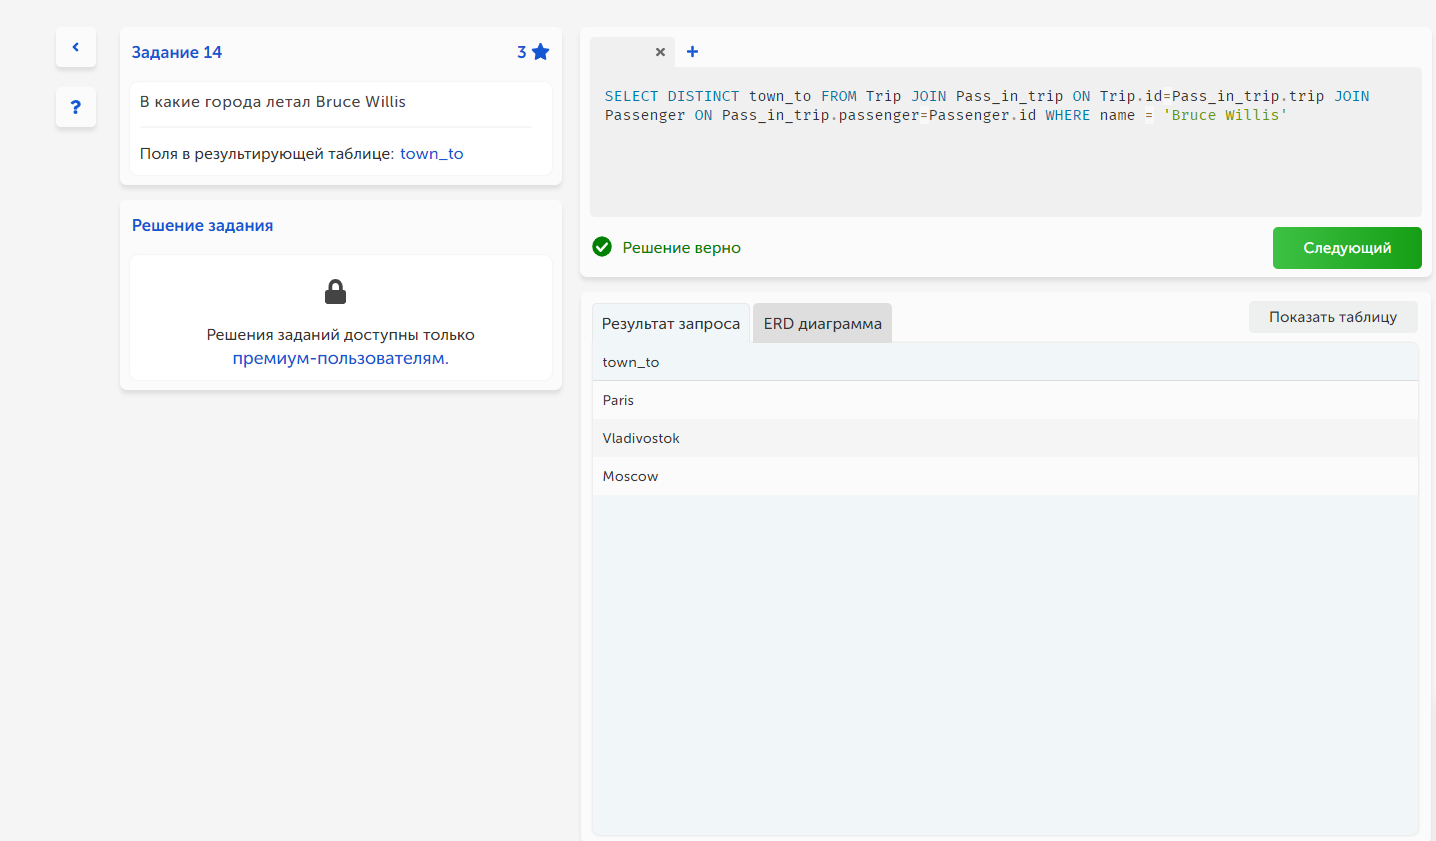 Задание 14
3
В какие города летал Bruce Willis
Поля в результирующей таблице: town_to
Решение задания
Решения заданий доступны только
премиум-пользователям.
?
+
SELECT DISTINCT town_to FROM Trip JOIN Pass_in_trip ON Trip.id=Pass_in_trip.trip JOIN
Passenger ON Pass_in_trip.passenger=Passenger.id WHERE name = 'Bruce Willis'
Решение верно
Следующий
Результат запроса
ERD диаграмма
Показать таблицу
town_to
Paris
Vladivostok
Moscow